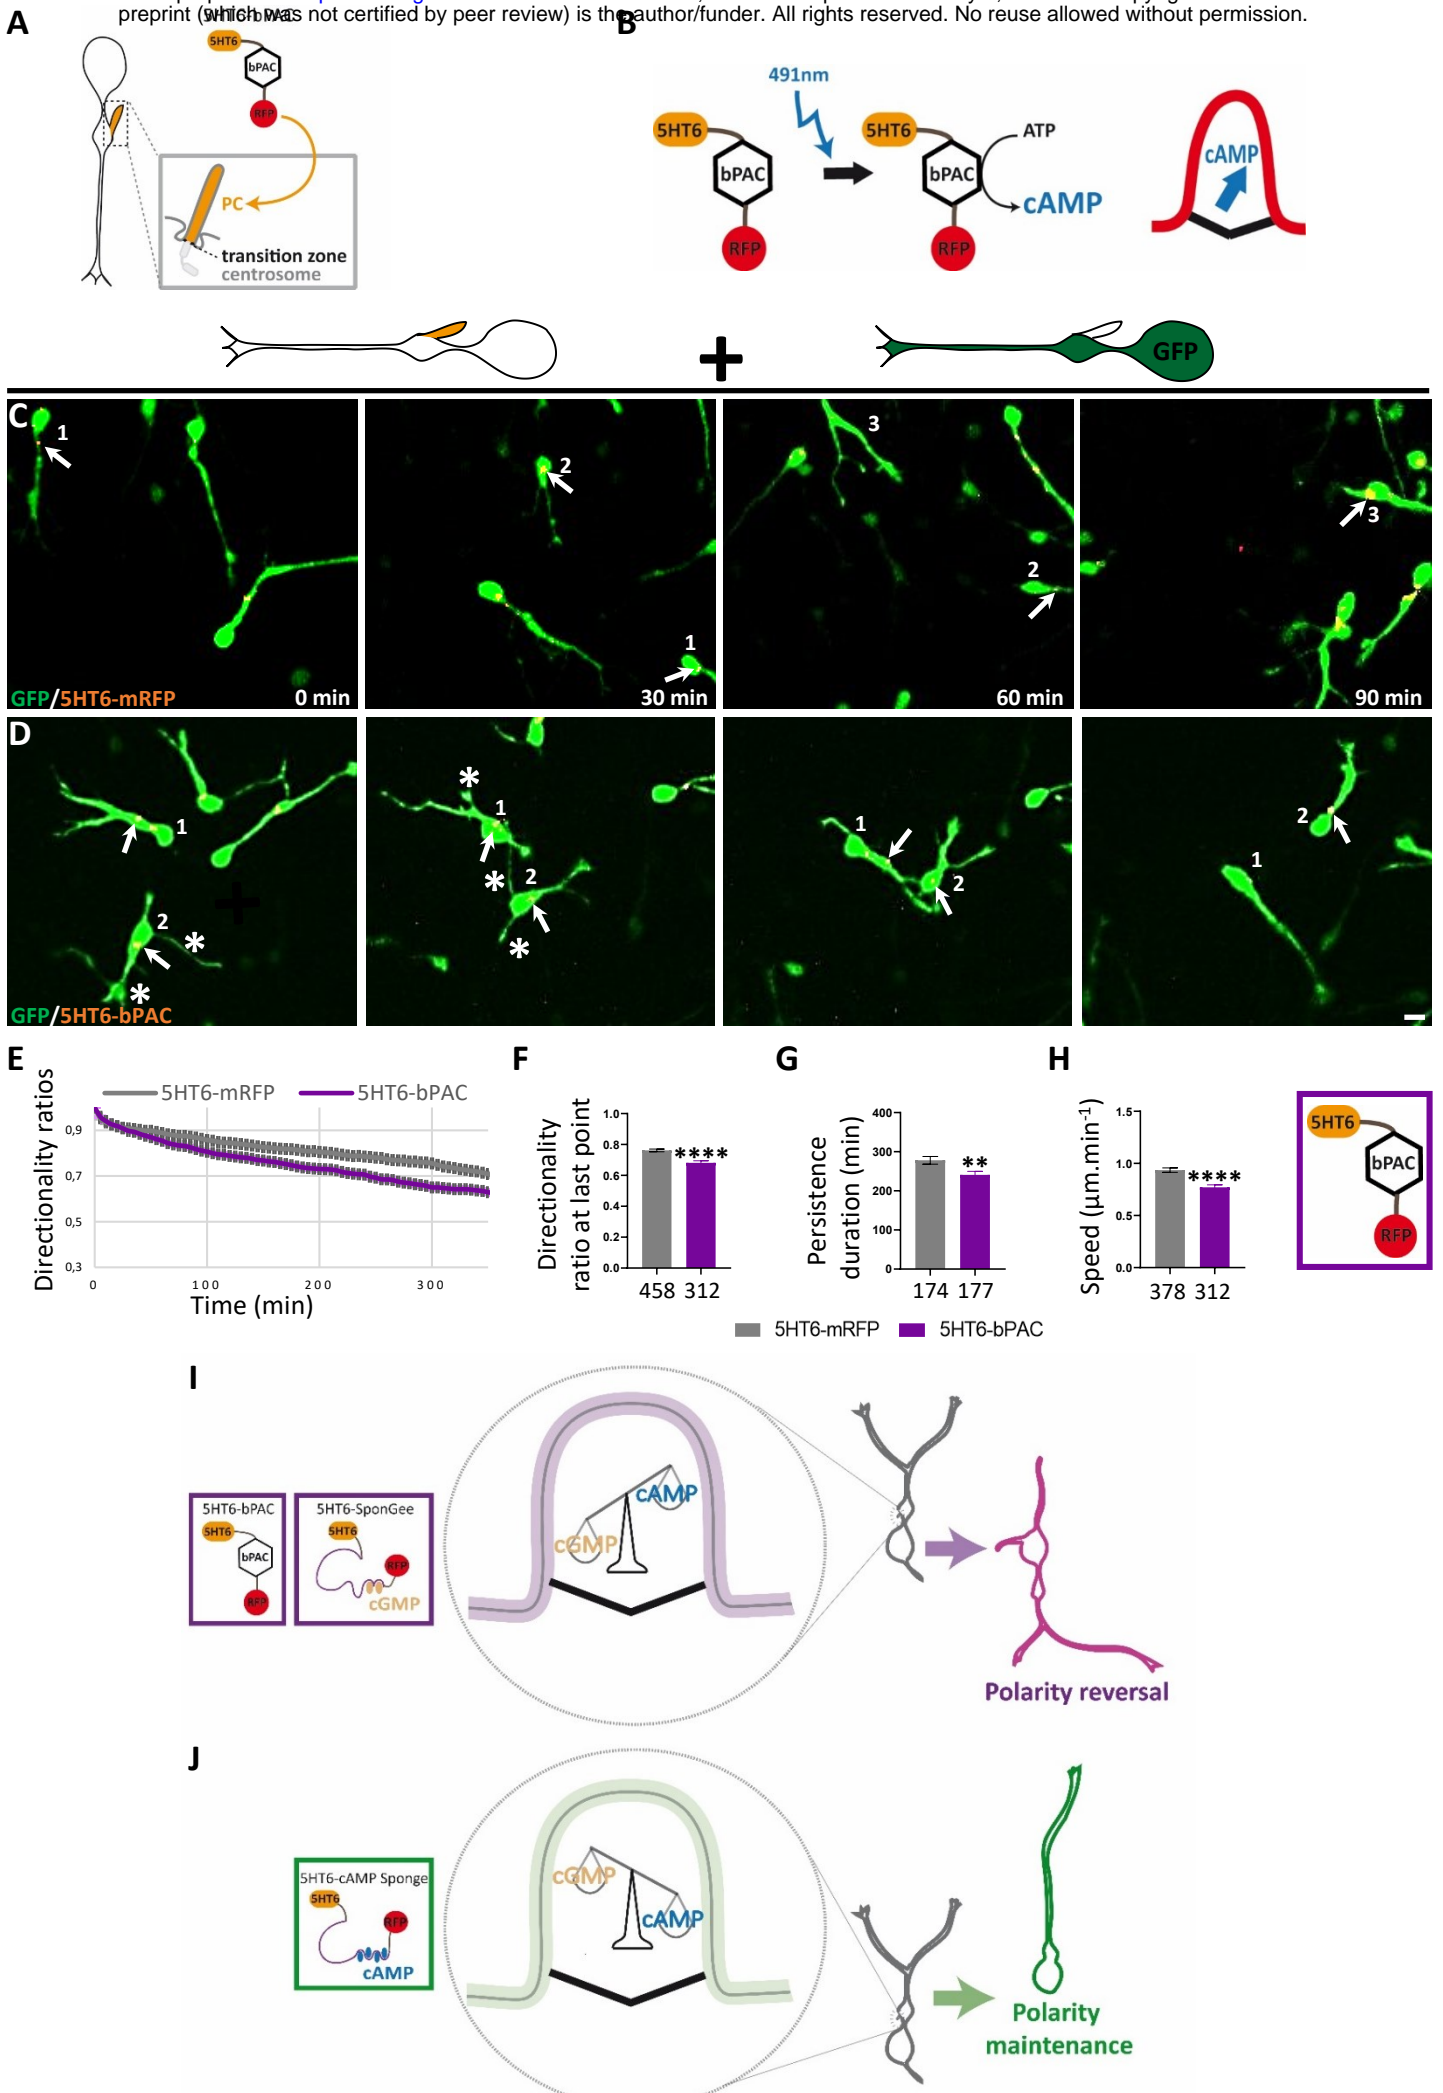 preprint (which was not certified by peer review) is the author/funder. All rights reserved. No reuse allowed without permission.
A
5HT6-bPAC
5HT6
bPAC
RFP
PC
transition zone
centrosome
B
491nm
5HT6
bPAC
RFP
5HT6
bPAC
RFP
ATP
cAMP
cAMP
+
GFP
C
1
GFP/5HT6-mRFP
0 min
2
1
30 min
3
2
60 min
3
90 min
D
1
2
*
*
GFP/5HT6-bPAC
*
1
*
2
*
1
2
2
1
E
Directionality ratios
5HT6-mRFP
5HT6-bPAC
0,9
0,7
0,5
0,3
0
100
200
300
Time (min)
F
Directionality
ratio at last point
1.0
0.8
0.6
0.4
0.2
0.0
****
458 312
G
Persistence
duration (min)
400
300
200
100
0
**
174 177
H
Speed (µm.min-1)
1.5
1.0
0.5
0.0
****
378 312
5HT6
bPAC
RFP
5HT6-mRFP
5HT6-bPAC
I
5HT6-bPAC
5HT6
bPAC
RFP
5HT6-SponGee
5HT6
RFP
cGMP
cAMP
cGMP
Polarity reversal
J
5HT6-cAMP Sponge
5HT6
RFP
cAMP
cGMP
cAMP
Polarity
maintenance